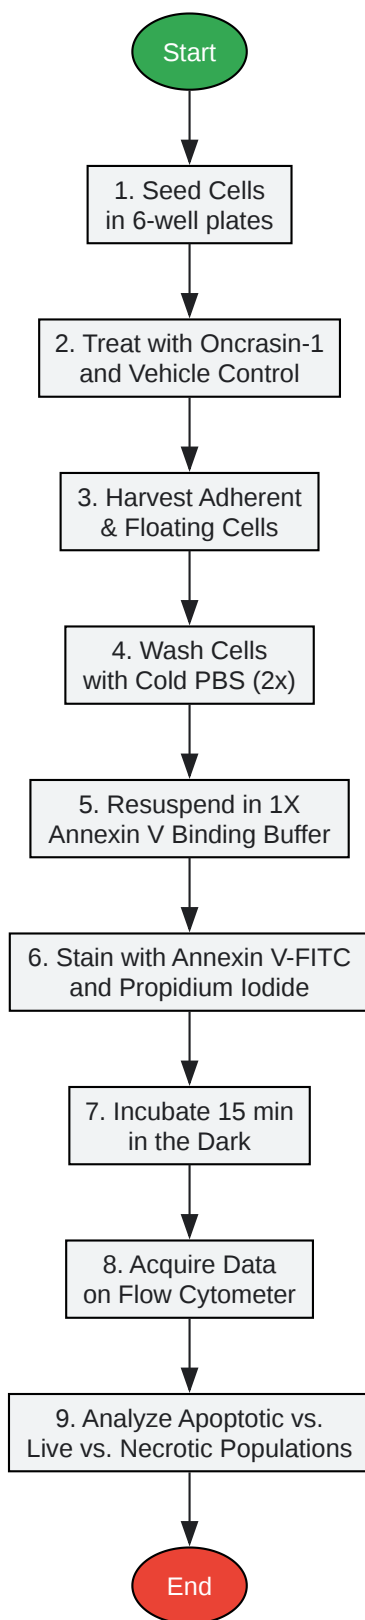 Start
1. Seed Cells
in 6-well plates
2. Treat with Oncrasin-1
and Vehicle Control
3. Harvest Adherent
& Floating Cells
4. Wash Cells
with Cold PBS (2x)
5. Resuspend in 1X
Annexin V Binding Buffer
6. Stain with Annexin V-FITC
and Propidium Iodide
7. Incubate 15 min
in the Dark
8. Acquire Data
on Flow Cytometer
9. Analyze Apoptotic vs.
Live vs. Necrotic Populations
End